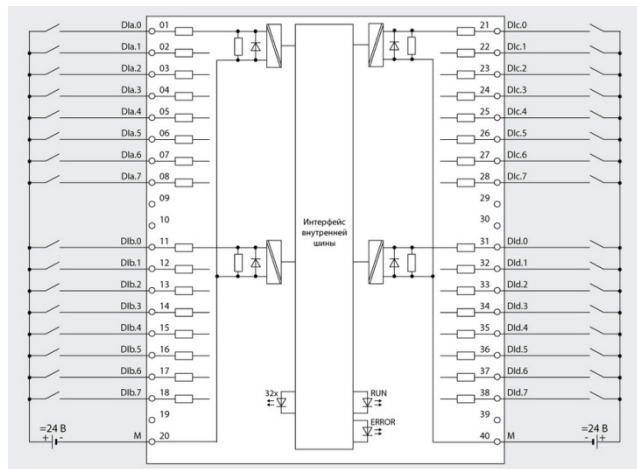 DIa.0 01 21 DIc.0
DIa.1 02 22 DIc.1
DIa.2 03 23 DIc.2
DIa.3 04 24 DIc.3
DIa.4 05 25 DIc.4
DIa.5 06 26 DIc.5
DIa.6 07 27 DIc.6
DIa.7 08 28 DIc.7
09 29
10 30
Интерфейс
внутренней
шины
DIb.0 11 31 DId.0
DIb.1 12 32 DId.1
DIb.2 13 33 DId.2
DIb.3 14 34 DId.3
DIb.4 15 35 DId.4
DIb.5 16 36 DId.5
DIb.6 17 37 DId.6
DIb.7 18 38 DId.7
32x RUN
19 39
ERROR
=24 В =24 В
+ - M 20 40 M - +